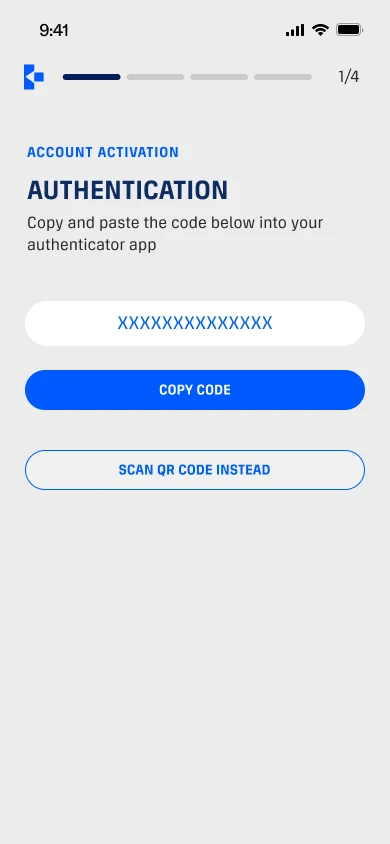 9:41
1/4
ACCOUNT ACTIVATION
AUTHENTICATION
Copy and paste the code below into your
authenticator app
XXXXXXXXXXXXXX
COPY CODE
SCAN QR CODE INSTEAD